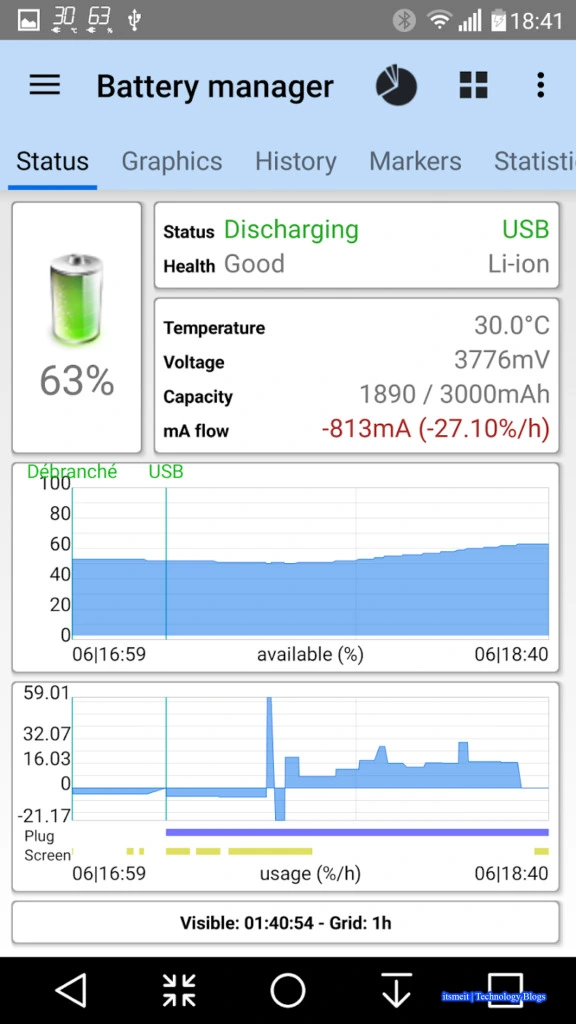 30 °C 63 % 18:41
Battery manager
Status Graphics History Markers Statisti
Status Discharging USB
Health Good Li-ion
63%
Temperature 30.0°C
Voltage 3776mV
Capacity 1890 / 3000mAh
mA flow -813mA (-27.10%/h)
Débranché USB
100
80
60
40
20
0
06|16:59 available (%) 06|18:40
59.01
32.07
16.03
0
-21.17
Plug
Screen
06|16:59 usage (%/h) 06|18:40
Visible: 01:40:54 - Grid: 1h
itsmeit | Technology Blogs